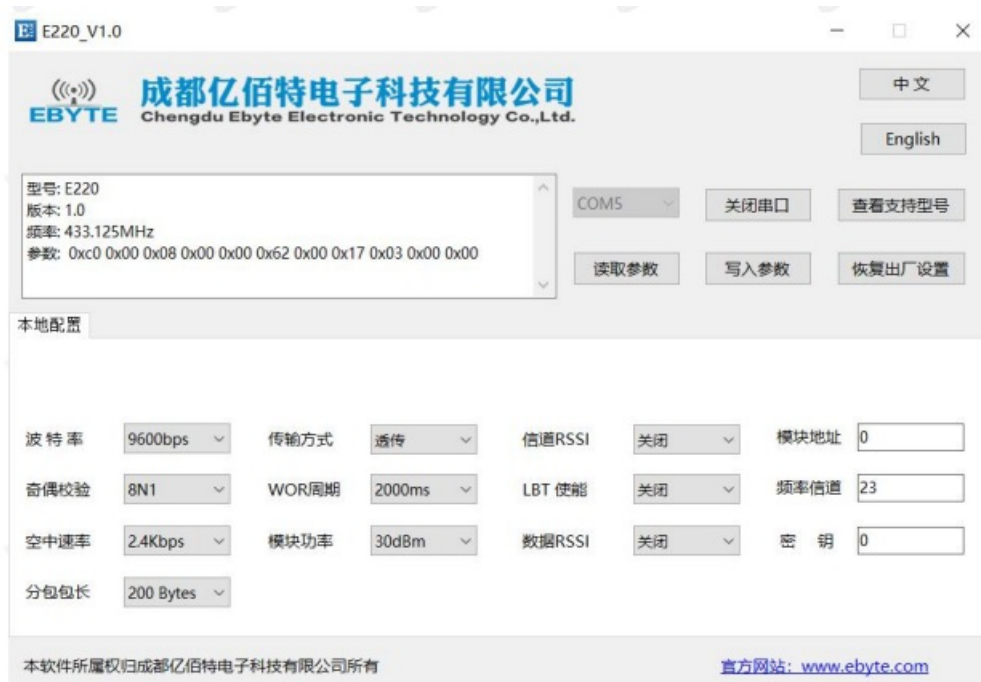 E220_V1.0
EBYTE
成都亿佰特电子科技有限公司
Chengdu Ebyte Electronic Technology Co.,Ltd.
中文
English
型号: E220
版本: 1.0
频率: 433.125MHz
参数: 0xc0 0x00 0x08 0x00 0x00 0x62 0x00 0x17 0x03 0x00 0x00
COM5 关闭串口 查看支持型号
读取参数 写入参数 恢复出厂设置
本地配置
波特率 9600bps 传输方式 透传 信道RSSI 关闭 模块地址 0
奇偶校验 8N1 WOR周期 2000ms LBT 使能 关闭 频率信道 23
空中速率 2.4Kbps 模块功率 30dBm 数据RSSI 关闭 密 钥 0
分包包长 200 Bytes
本软件所属权归成都亿佰特电子科技有限公司所有 官方网站：www.ebyte.com